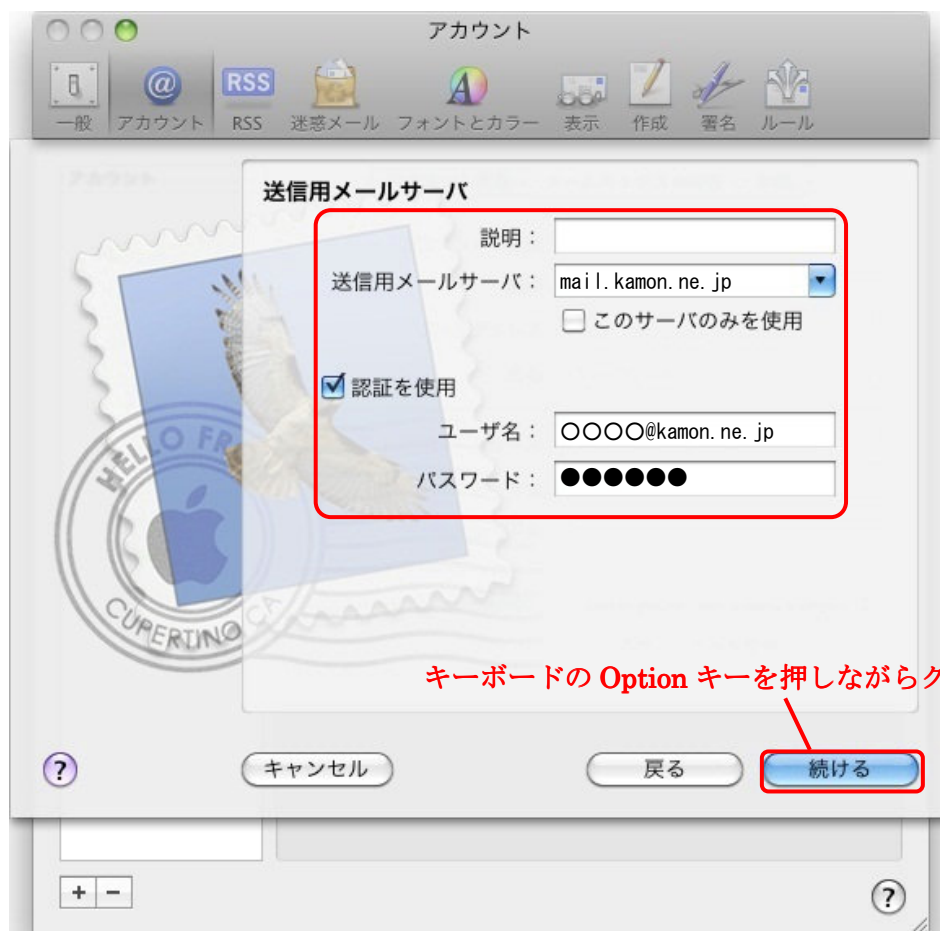 アカウント
一般 アカウント RSS 迷惑メール フォントとカラー 表示 作成 署名 ルール
RSS
送信用メールサーバ
説明：
送信用メールサーバ： mail.kamon.ne.jp
このサーバのみを使用
認証を使用
ユーザ名： 〇〇〇〇@kamon.ne.jp
パスワード： ●●●●●●
HELLO FR
CUPERTINO CA
キーボードの Option キーを押しながらク
? キャンセル 戻る 続ける
+ − ?